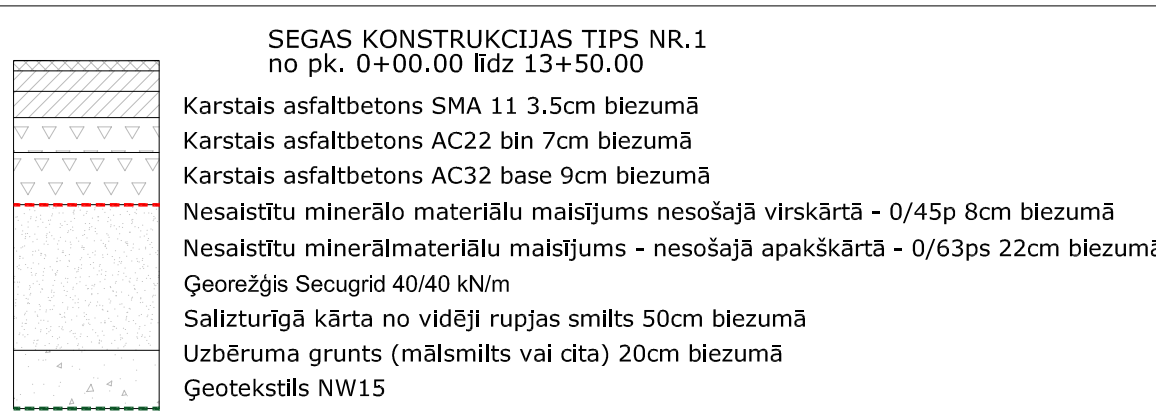 SEGAS KONSTRUKCIJAS TIPS NR.1
no pk. 0+00.00 līdz 13+50.00
Karstais asfaltbetons SMA 11 3.5cm biezumā
Karstais asfaltbetons AC22 bin 7cm biezumā
Karstais asfaltbetons AC32 base 9cm biezumā
Nesaistītu minerālo materiālu maisījums nesošajā virskārtā - 0/45p 8cm biezumā
Nesaistītu minerālmateriālu maisījums - nesošajā apakškārtā - 0/63ps 22cm biezumā
Ģeorežģis Secugrid 40/40 kN/m
Salizturīgā kārta no vidēji rupjas smilts 50cm biezumā
Uzbēruma grunts (mālsmilts vai cita) 20cm biezumā
Ģeotekstils NW15